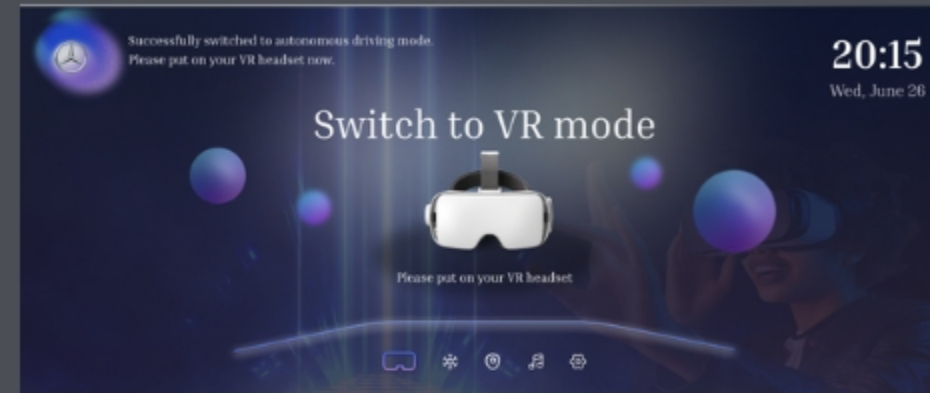 Successfully switched to autonomous driving mode.
Please put on your VR headset now.
20:15
Wed, June 26
Switch to VR mode
Please put on your VR headset